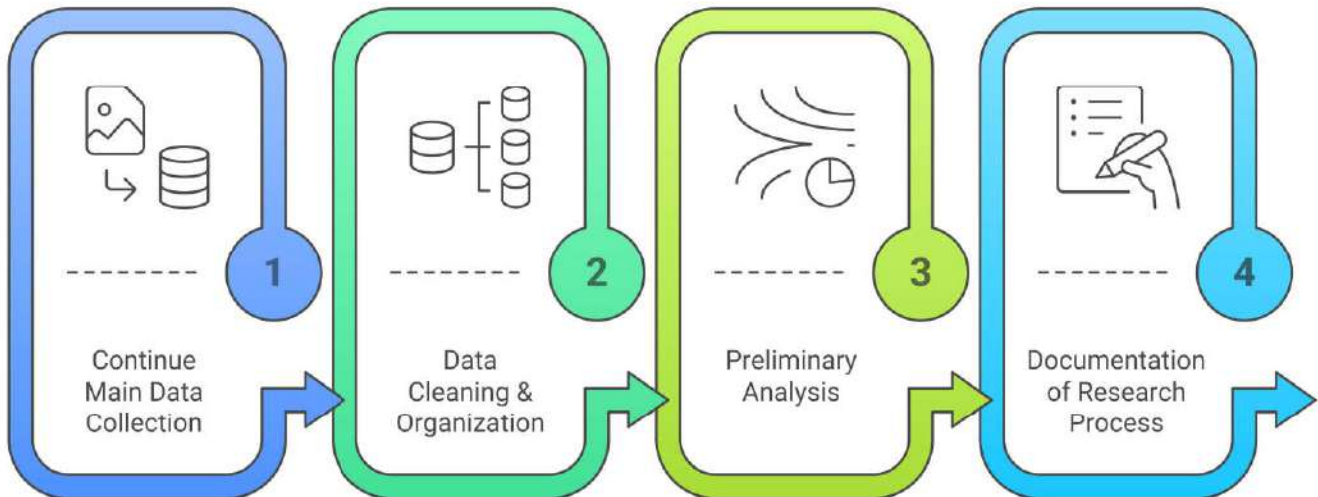 1
Continue
Main Data
Collection
2
Data
Cleaning &
Organization
3
Preliminary
Analysis
4
Documentation
of Research
Process